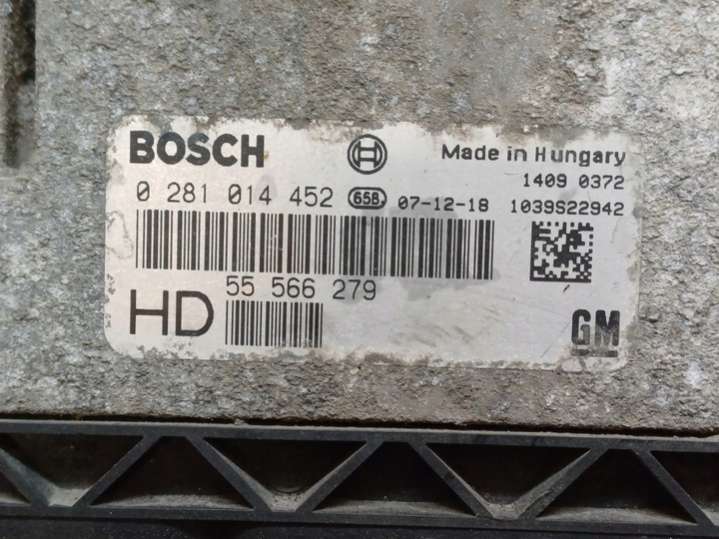 BOSCH Made in Hungary
1409 0372
0 281 014 452 65B. 07-12-18 1039S22942
55 566 279
HD
GM